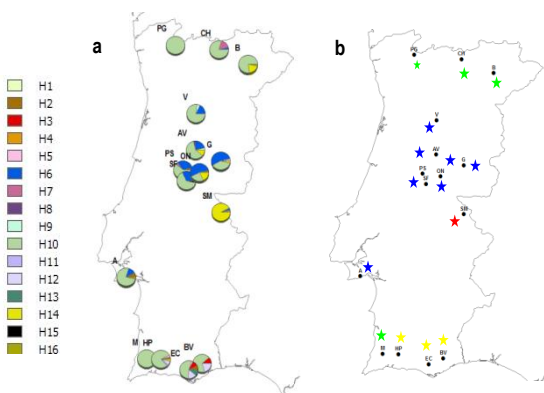 a
b
H1
H2
H3
H4
H5
H6
H7
H8
H9
H10
H11
H12
H13
H14
H15
H16
PG
CH
B
V
AV
G
PS
ON
SF
SM
A
M
HP
EC
BV
PG
CH
B
V
AV
G
PS
ON
SF
SM
A
M
HP
EC
BV